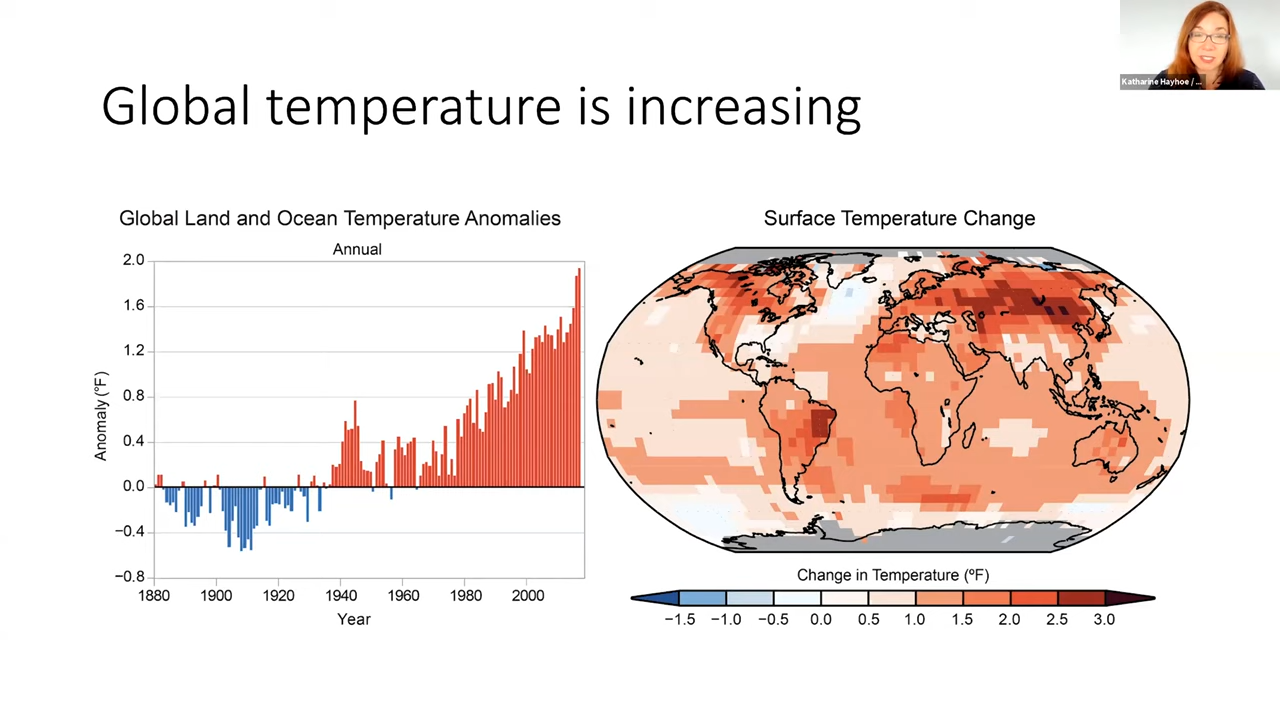 Katharine Hayhoe / ...
Global temperature is increasing
Global Land and Ocean Temperature Anomalies
Annual
2.0
1.6
1.2
0.8
0.4
0.0
−0.4
−0.8
Anomaly (°F)
1880 1900 1920 1940 1960 1980 2000
Year
Surface Temperature Change
Change in Temperature (°F)
−1.5 −1.0 −0.5 0.0 0.5 1.0 1.5 2.0 2.5 3.0